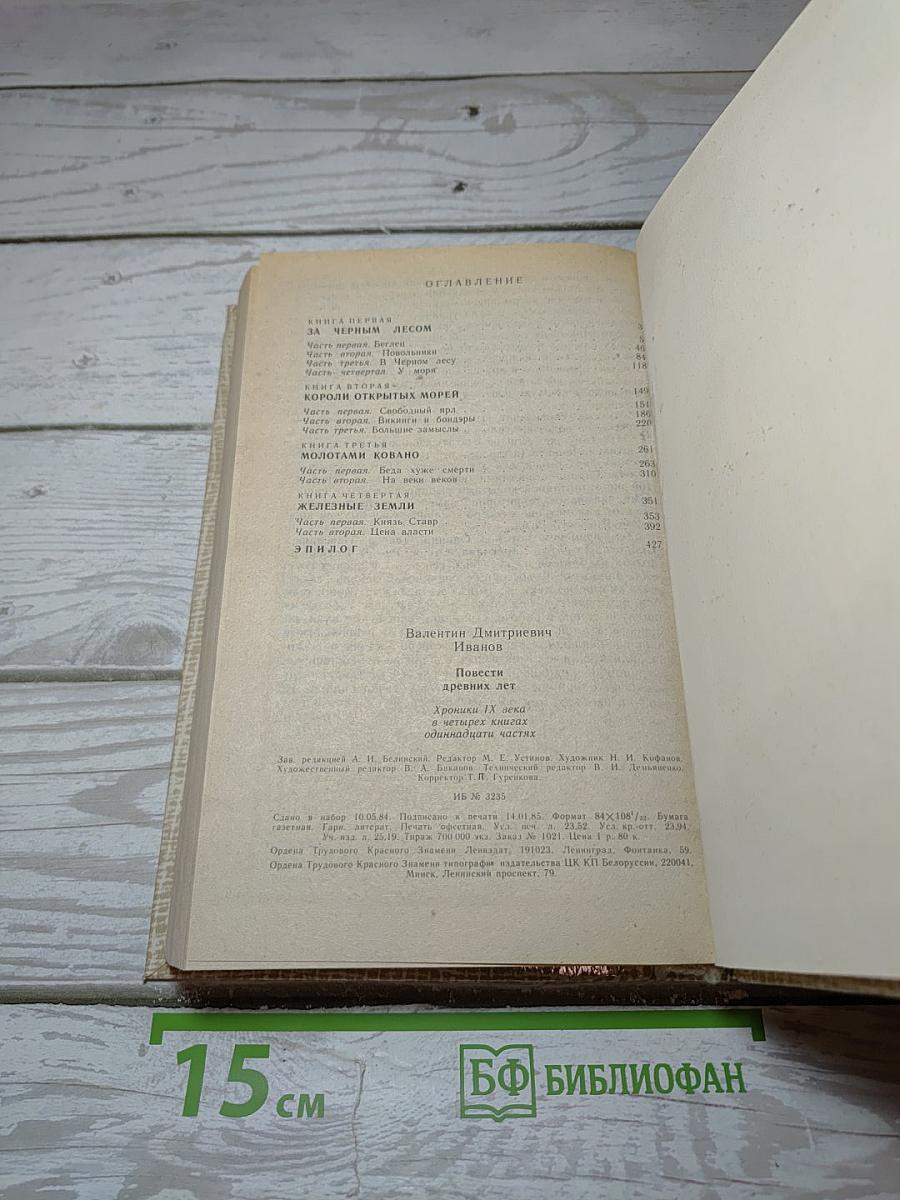 ОГЛАВЛЕНИЕ
КНИГА ПЕРВАЯ
ЗА ЧЕРНЫМ ЛЕСОМ 3
Часть первая. Беглец 5
Часть вторая. Повольники 46
Часть третья. В Черном лесу 84
Часть четвертая. У моря 118
КНИГА ВТОРАЯ
КОРОЛИ ОТКРЫТЫХ МОРЕЙ 149
Часть первая. Свободный ярл 151
Часть вторая. Викинги и бондэры 186
Часть третья. Большие замыслы 220
КНИГА ТРЕТЬЯ 261
МОЛОТАМИ КОВАНО
Часть первая. Беда хуже смерти 263
Часть вторая. На веки веков 310
КНИГА ЧЕТВЕРТАЯ
ЖЕЛЕЗНЫЕ ЗЕМЛИ 351
Часть первая. Князь Ставр 353
Часть вторая. Цена власти 392
ЭПИЛОГ 427
Валентин Дмитриевич
Иванов
Повести
древних лет
Хроники IX века
в четырех книгах
одиннадцати частях
Зав. редакцией А. И. Белинский. Редактор М. Е. Устинов. Художник Н. И. Кофанов.
Художественный редактор В. А. Баканов. Технический редактор В. И. Демьяненко.
Корректор Т. П. Гуренкова.
ИБ № 3235
Сдано в набор 10.05.84. Подписано к печати 14.01.85. Формат 84×108¹/₃₂. Бумага
газетная. Гарн. литерат. Печать офсетная. Усл. печ. л. 23,52. Усл. кр.-отт. 23,94.
Уч. изд. л. 25,19. Тираж 700 000 экз. Заказ № 1021. Цена 1 р. 80 к.
Ордена Трудового Красного Знамени Лениздат, 191023, Ленинград, Фонтанка, 59.
Ордена Трудового Красного Знамени типография издательства ЦК КП Белоруссии, 220041,
Минск, Ленинский проспект, 79.
15 см
БФ БИБЛИОФАН